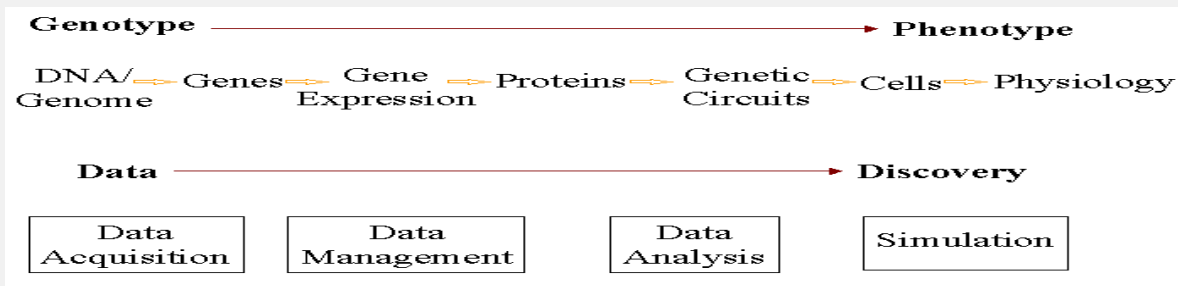 Genotype Phenotype
DNA/
Genome
Genes
Gene
Expression
Proteins
Genetic
Circuits
Cells
Physiology
Data Discovery
Data
Acquisition
Data
Management
Data
Analysis
Simulation